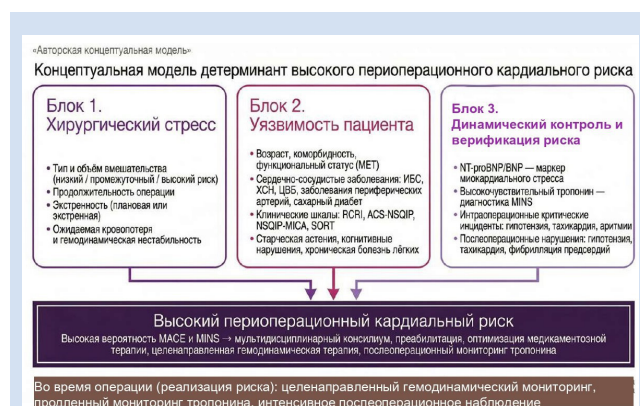 «Авторская концептуальная модель»
Концептуальная модель детерминант высокого периоперационного кардиального риска
Блок 1.
Хирургический стресс
• Тип и объём вмешательства
(низкий / промежуточный / высокий риск)
• Продолжительность операции
• Экстренность (плановая или
экстренная)
• Ожидаемая кровопотеря
и гемодинамическая нестабильность
Блок 2.
Уязвимость пациента
• Возраст, коморбидность,
функциональный статус (МЕТ)
• Сердечно-сосудистые заболевания: ИБС,
ХСН, ЦВБ, заболевания периферических
артерий, сахарный диабет
• Клинические шкалы: RCRI, ACS-NSQIP,
NSQIP-MICA, SORT
• Старческая астения, когнитивные
нарушения, хроническая болезнь лёгких
Блок 3.
Динамический контроль и
верификация риска
• NT-proBNP/BNP — маркер
миокардиального стресса
• Высокочувствительный тропонин —
диагностика MINS
• Интраоперационные критические
инциденты: гипотензия, тахикардия, аритмии
• Послеоперационные нарушения: гипотензия,
тахикардия, фибрилляция предсердий
Высокий периоперационный кардиальный риск
Высокая вероятность MACE и MINS → мультидисциплинарный консилиум, преабилитация, оптимизация медикаментозной
терапии, целенаправленная гемодинамическая терапия, послеоперационный мониторинг тропонина
Во время операции (реализация риска): целенаправленный гемодинамический мониторинг,
продленный мониторинг тропонина, интенсивное послеоперационное наблюдение